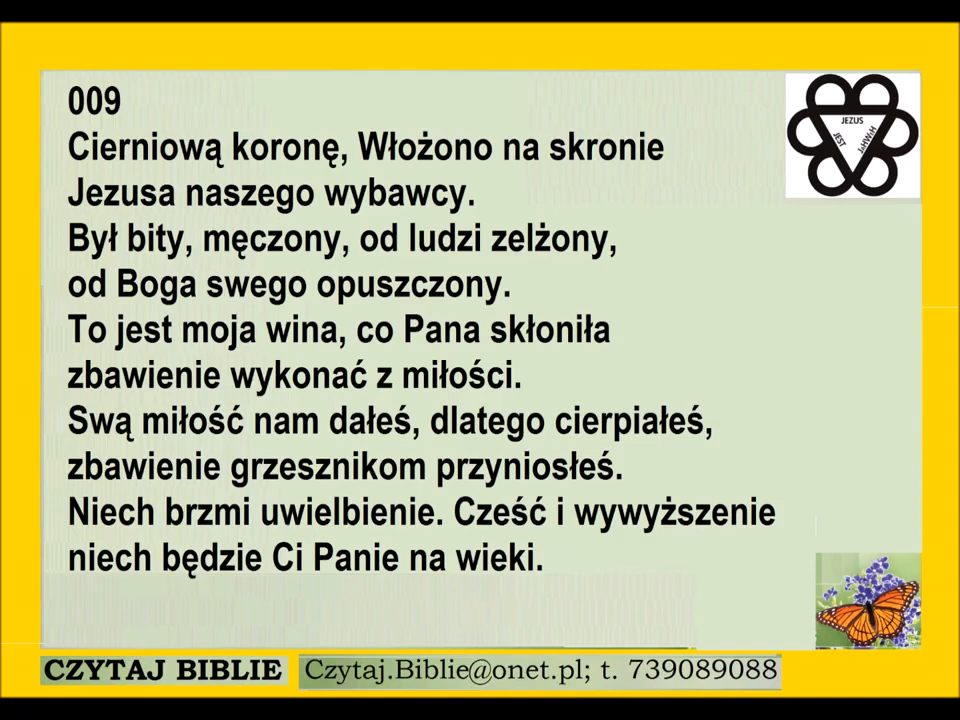 009
Cierniową koronę, Włożono na skronie
Jezusa naszego wybawcy.
Był bity, męczony, od ludzi zelżony,
od Boga swego opuszczony.
To jest moja wina, co Pana skłoniła
zbawienie wykonać z miłości.
Swą miłość nam dałeś, dlatego cierpiałeś,
zbawienie grzesznikom przyniosłeś.
Niech brzmi uwielbienie. Cześć i wywyższenie
niech będzie Ci Panie na wieki.
JEZUS
JEST
JaHWeH
CZYTAJ BIBLIE
Czytaj.Biblie@onet.pl; t. 739089088